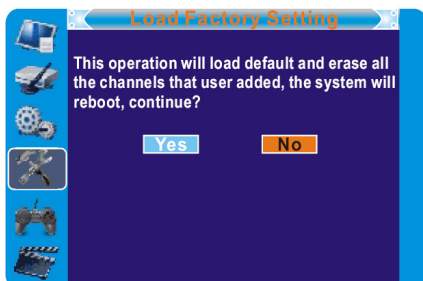 Load Factory Setting
This operation will load default and erase all
the channels that user added, the system will
reboot, continue?
Yes No